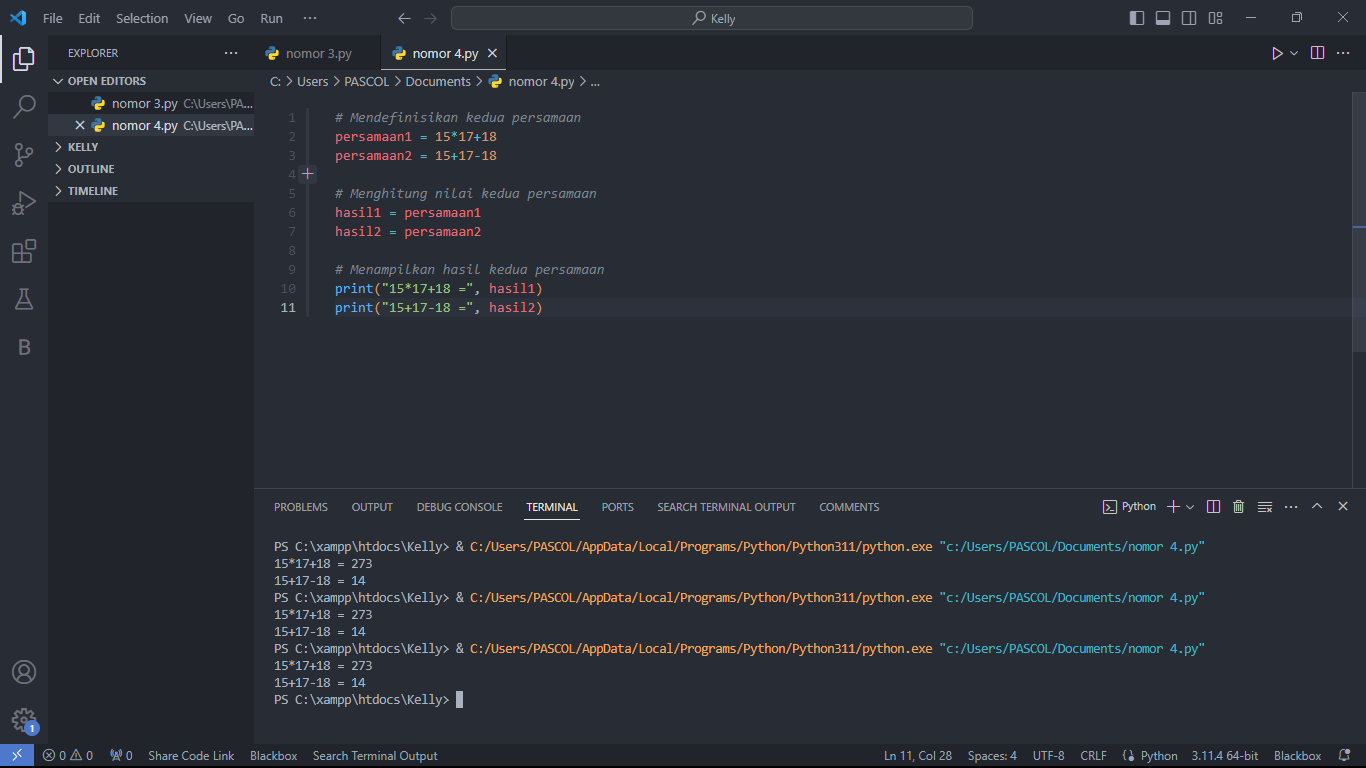 File Edit Selection View Go Run ··· Kelly
EXPLORER ···
OPEN EDITORS
nomor 3.py C:\Users\PA...
nomor 4.py C:\Users\PA...
KELLY
OUTLINE
TIMELINE
B
1
nomor 3.py nomor 4.py ···
C: > Users > PASCOL > Documents > nomor 4.py > ...
1 # Mendefinisikan kedua persamaan
2 persamaan1 = 15*17+18
3 persamaan2 = 15+17-18
4
5 # Menghitung nilai kedua persamaan
6 hasil1 = persamaan1
7 hasil2 = persamaan2
8
9 # Menampilkan hasil kedua persamaan
10 print("15*17+18 =", hasil1)
11 print("15+17-18 =", hasil2)
PROBLEMS OUTPUT DEBUG CONSOLE TERMINAL PORTS SEARCH TERMINAL OUTPUT COMMENTS Python ···
PS C:\xampp\htdocs\Kelly> & C:/Users/PASCOL/AppData/Local/Programs/Python/Python311/python.exe "c:/Users/PASCOL/Documents/nomor 4.py"
15*17+18 = 273
15+17-18 = 14
PS C:\xampp\htdocs\Kelly> & C:/Users/PASCOL/AppData/Local/Programs/Python/Python311/python.exe "c:/Users/PASCOL/Documents/nomor 4.py"
15*17+18 = 273
15+17-18 = 14
PS C:\xampp\htdocs\Kelly> & C:/Users/PASCOL/AppData/Local/Programs/Python/Python311/python.exe "c:/Users/PASCOL/Documents/nomor 4.py"
15*17+18 = 273
15+17-18 = 14
PS C:\xampp\htdocs\Kelly>
0 0 0 Share Code Link Blackbox Search Terminal Output Ln 11, Col 28 Spaces: 4 UTF-8 CRLF Python 3.11.4 64-bit Blackbox